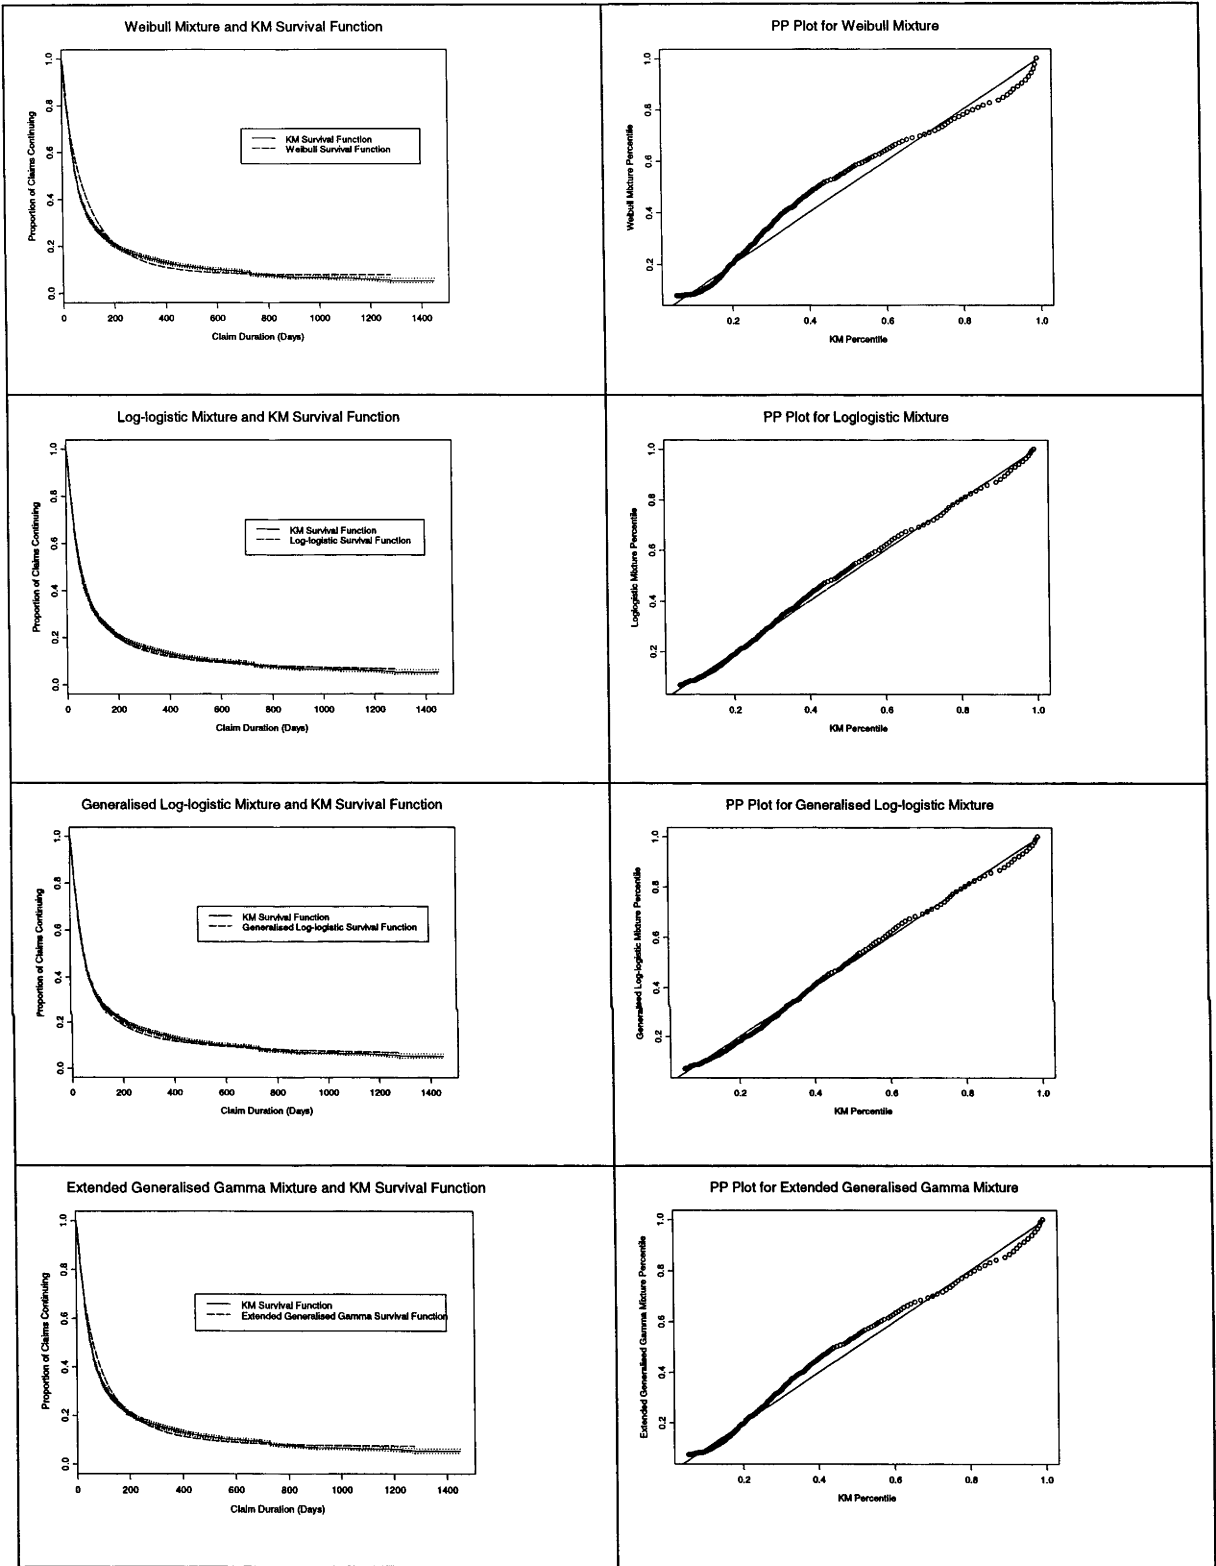 Weibull Mixture and KM Survival Function
Proportion of Claims Continuing
1.0
0.8
0.6
0.4
0.2
0.0
KM Survival Function
Weibull Survival Function
0 200 400 600 800 1000 1200 1400
Claim Duration (Days)
PP Plot for Weibull Mixture
Weibull Mixture Percentile
1.0
0.8
0.6
0.4
0.2
0.2 0.4 0.6 0.8 1.0
KM Percentile
Log-logistic Mixture and KM Survival Function
Proportion of Claims Continuing
1.0
0.8
0.6
0.4
0.2
0.0
KM Survival Function
Log-logistic Survival Function
0 200 400 600 800 1000 1200 1400
Claim Duration (Days)
PP Plot for Loglogistic Mixture
Loglogistic Mixture Percentile
1.0
0.8
0.6
0.4
0.2
0.2 0.4 0.6 0.8 1.0
KM Percentile
Generalised Log-logistic Mixture and KM Survival Function
Proportion of Claims Continuing
1.0
0.8
0.6
0.4
0.2
0.0
KM Survival Function
Generalised Log-logistic Survival Function
0 200 400 600 800 1000 1200 1400
Claim Duration (Days)
PP Plot for Generalised Log-logistic Mixture
Generalised Log-logistic Mixture Percentile
1.0
0.8
0.6
0.4
0.2
0.2 0.4 0.6 0.8 1.0
KM Percentile
Extended Generalised Gamma Mixture and KM Survival Function
Proportion of Claims Continuing
1.0
0.8
0.6
0.4
0.2
0.0
KM Survival Function
Extended Generalised Gamma Survival Function
0 200 400 600 800 1000 1200 1400
Claim Duration (Days)
PP Plot for Extended Generalised Gamma Mixture
Extended Generalised Gamma Mixture Percentile
1.0
0.8
0.6
0.4
0.2
0.2 0.4 0.6 0.8 1.0
KM Percentile